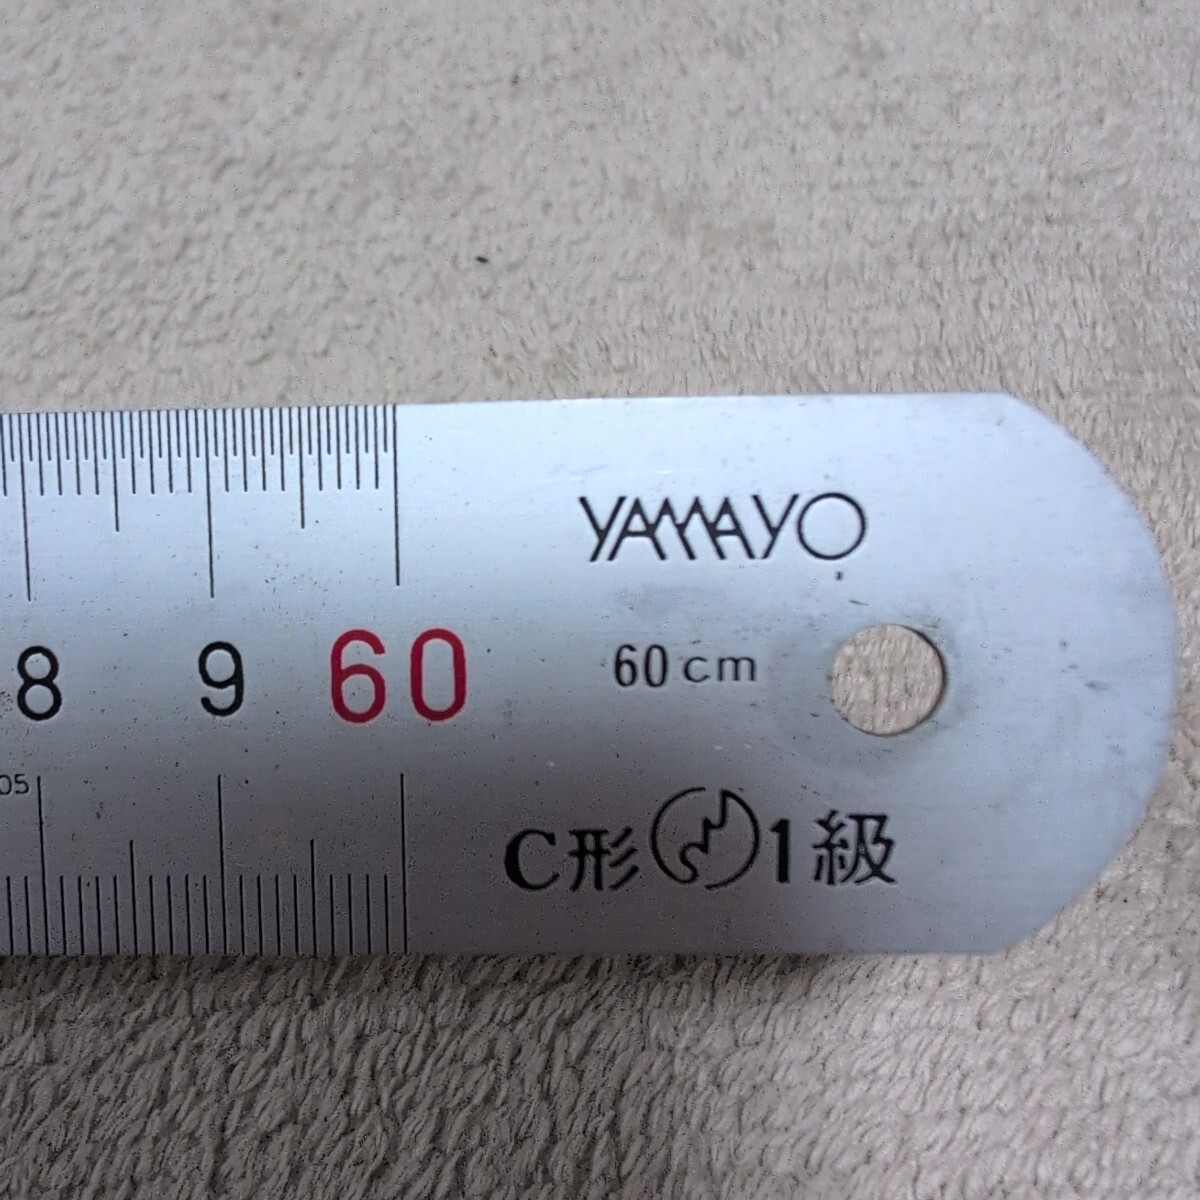 YAMAYO
8 9 60
60cm
05
C形 1級